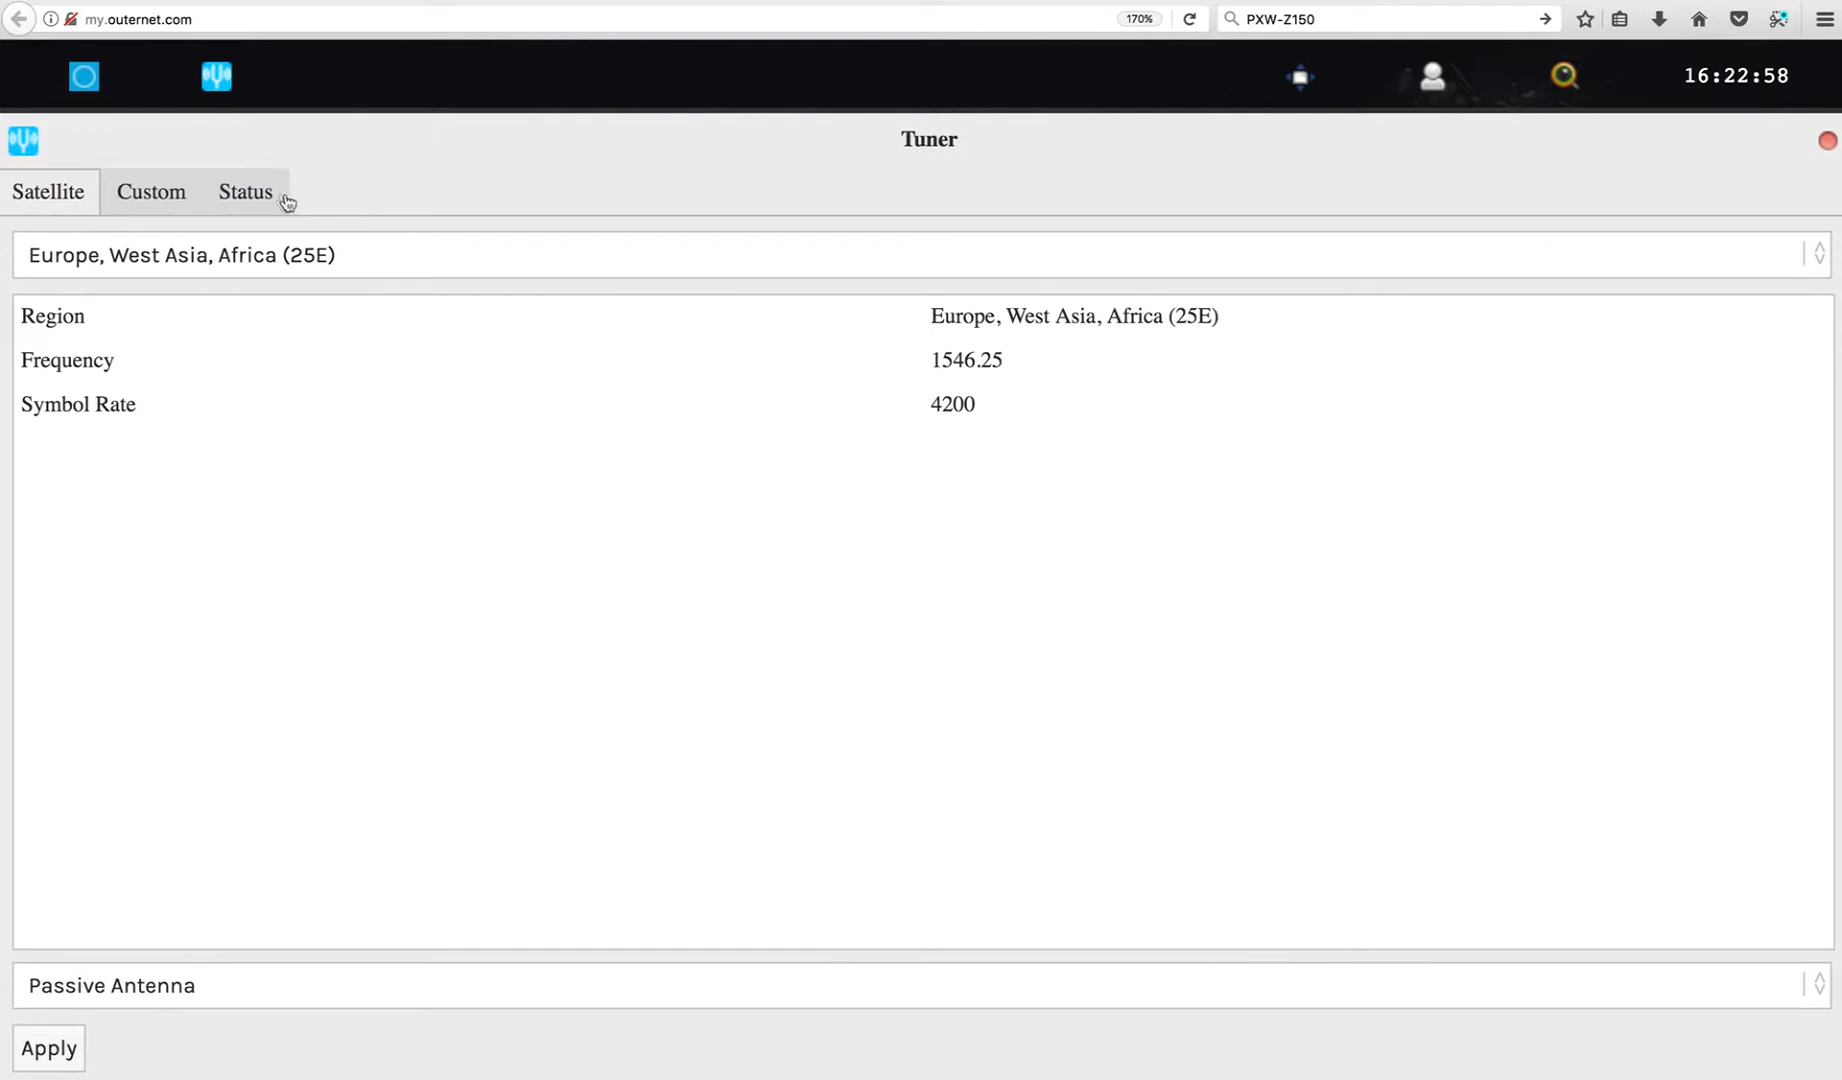 my.outernet.com
170%
PXW-Z150
16:22:58
Tuner
Satellite
Custom
Status
Europe, West Asia, Africa (25E)
Region
Europe, West Asia, Africa (25E)
Frequency
1546.25
Symbol Rate
4200
Passive Antenna
Apply